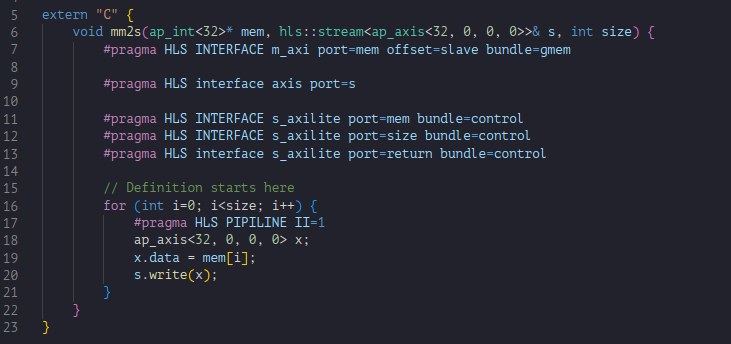 5 extern "C" {
6 void mm2s(ap_int<32>* mem, hls::stream<ap_axis<32, 0, 0, 0>>& s, int size) {
7 #pragma HLS INTERFACE m_axi port=mem offset=slave bundle=gmem
8
9 #pragma HLS interface axis port=s
10
11 #pragma HLS INTERFACE s_axilite port=mem bundle=control
12 #pragma HLS INTERFACE s_axilite port=size bundle=control
13 #pragma HLS interface s_axilite port=return bundle=control
14
15 // Definition starts here
16 for (int i=0; i<size; i++) {
17 #pragma HLS PIPILINE II=1
18 ap_axis<32, 0, 0, 0> x;
19 x.data = mem[i];
20 s.write(x);
21 }
22 }
23 }